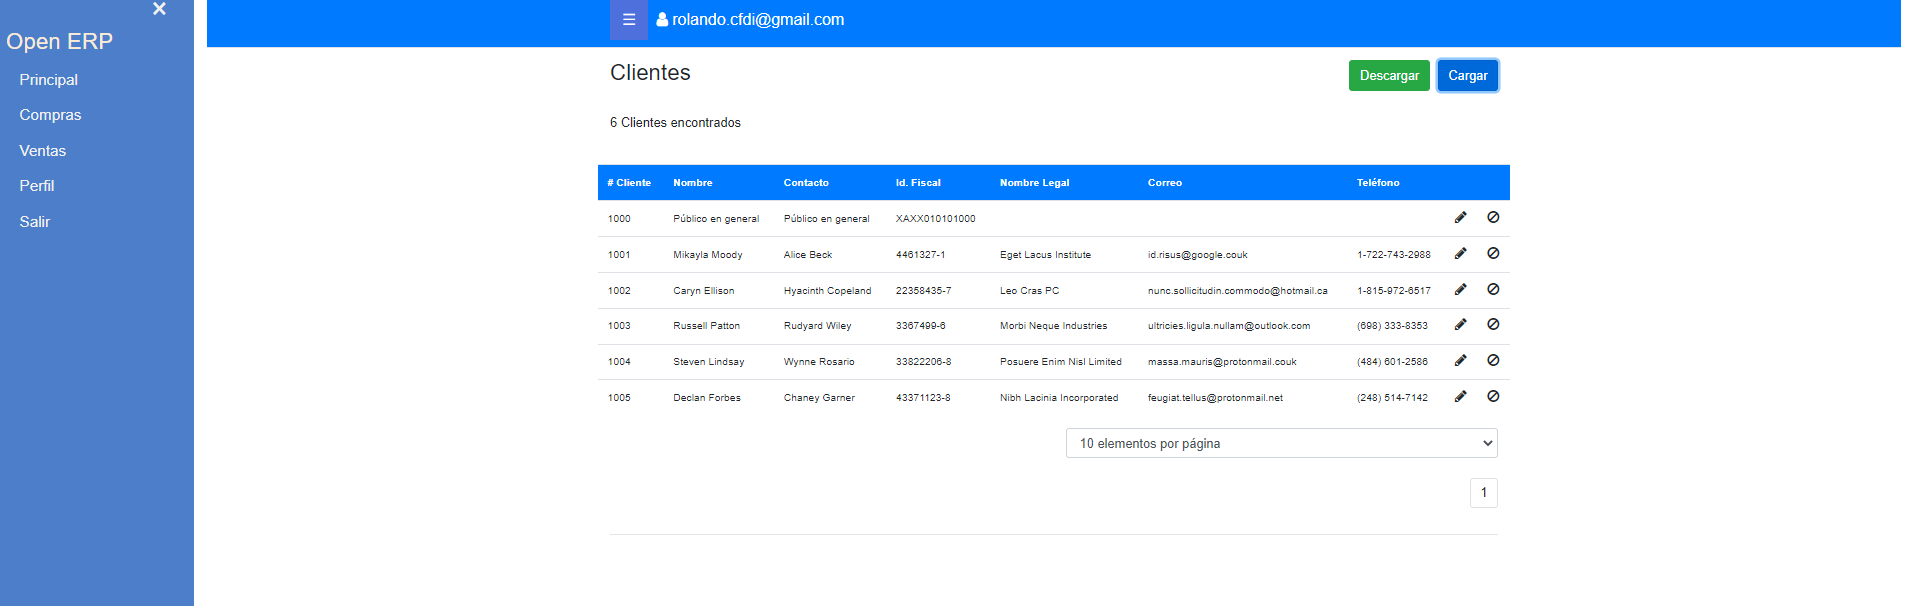 ×
Open ERP
Principal
Compras
Ventas
Perfil
Salir
☰ rolando.cfdi@gmail.com
Clientes
Descargar Cargar
6 Clientes encontrados
# Cliente Nombre Contacto Id. Fiscal Nombre Legal Correo Teléfono
1000 Público en general Público en general XAXX010101000
1001 Mikayla Moody Alice Beck 4461327-1 Eget Lacus Institute id.risus@google.couk 1-722-743-2988
1002 Caryn Ellison Hyacinth Copeland 22358435-7 Leo Cras PC nunc.sollicitudin.commodo@hotmail.ca 1-815-972-6517
1003 Russell Patton Rudyard Wiley 3367499-6 Morbi Neque Industries ultricies.ligula.nullam@outlook.com (698) 333-8353
1004 Steven Lindsay Wynne Rosario 33822206-8 Posuere Enim Nisl Limited massa.mauris@protonmail.couk (484) 601-2586
1005 Declan Forbes Chaney Garner 43371123-8 Nibh Lacinia Incorporated feugiat.tellus@protonmail.net (248) 514-7142
10 elementos por página
1